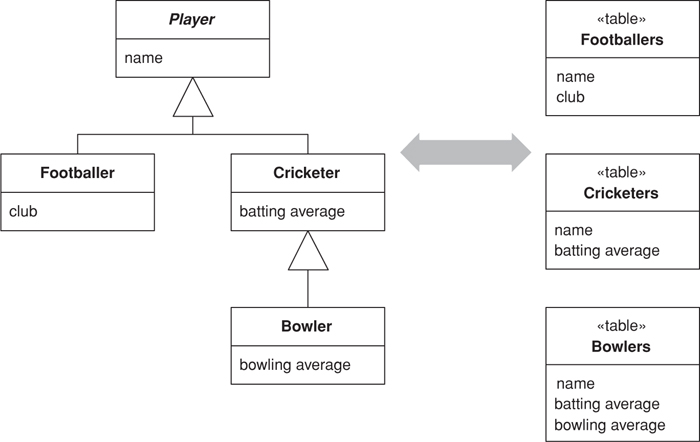 Player
name
Footballer
club
Cricketer
batting average
Bowler
bowling average
«table»
Footballers
name
club
«table»
Cricketers
name
batting average
«table»
Bowlers
name
batting average
bowling average